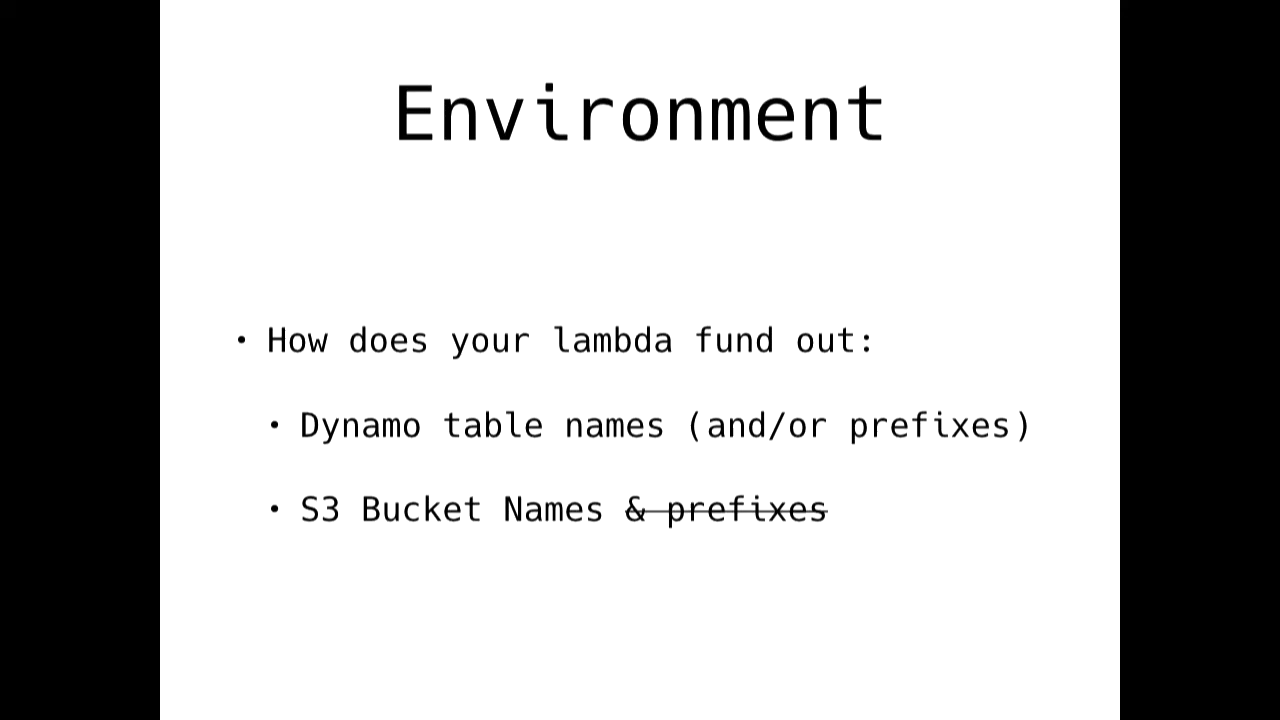 Environment
• How does your lambda fund out:
• Dynamo table names (and/or prefixes)
• S3 Bucket Names & prefixes